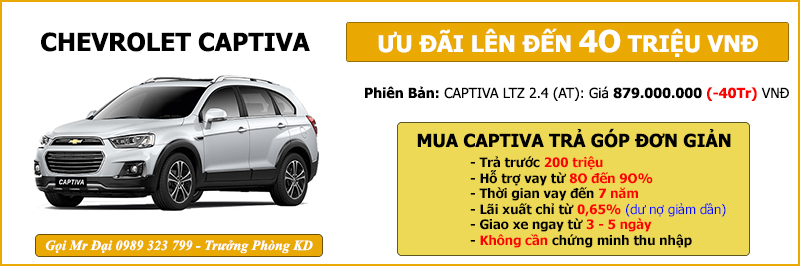 CHEVROLET CAPTIVA
ƯU ĐÃI LÊN ĐẾN 40 TRIỆU VNĐ
Phiên Bản: CAPTIVA LTZ 2.4 (AT): Giá 879.000.000 (-40Tr) VNĐ
MUA CAPTIVA TRẢ GÓP ĐƠN GIẢN
- Trả trước 200 triệu
- Hỗ trợ vay từ 80 đến 90%
- Thời gian vay đến 7 năm
- Lãi xuất chỉ từ 0,65% (dư nợ giảm dần)
- Giao xe ngay từ 3 - 5 ngày
- Không cần chứng minh thu nhập
CAPTIVA
Gọi Mr Đại 0989 323 799 - Trưởng Phòng KD